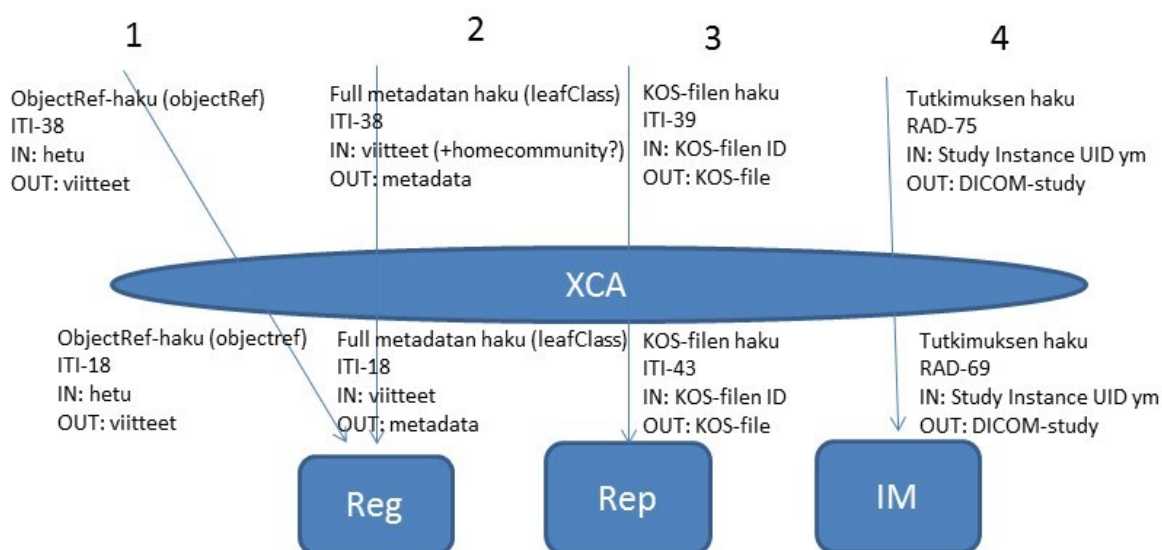 1
2
3
4
ObjectRef-haku (objectRef)
ITI-38
IN: hetu
OUT: viitteet
Full metadatan haku (leafClass)
ITI-38
IN: viitteet (+homecommunity?)
OUT: metadata
KOS-filen haku
ITI-39
IN: KOS-filen ID
OUT: KOS-file
Tutkimuksen haku
RAD-75
IN: Study Instance UID ym
OUT: DICOM-study
XCA
ObjectRef-haku (objectref)
ITI-18
IN: hetu
OUT: viitteet
Full metadatan haku (leafClass)
ITI-18
IN: viitteet
OUT: metadata
KOS-filen haku
ITI-43
IN: KOS-filen ID
OUT: KOS-file
Tutkimuksen haku
RAD-69
IN: Study Instance UID ym
OUT: DICOM-study
Reg
Rep
IM